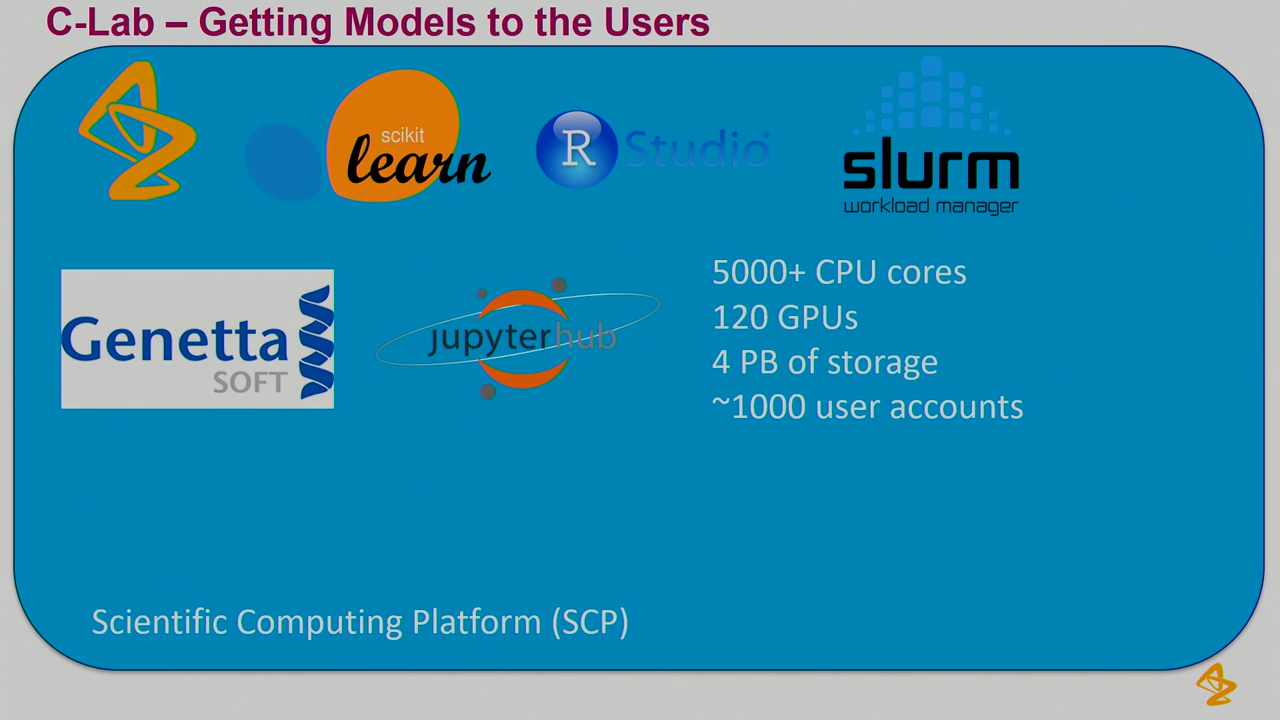 C-Lab – Getting Models to the Users
scikit
learn
R Studio
slurm
workload manager
Genetta
SOFT
jupyterhub
5000+ CPU cores
120 GPUs
4 PB of storage
~1000 user accounts
Scientific Computing Platform (SCP)